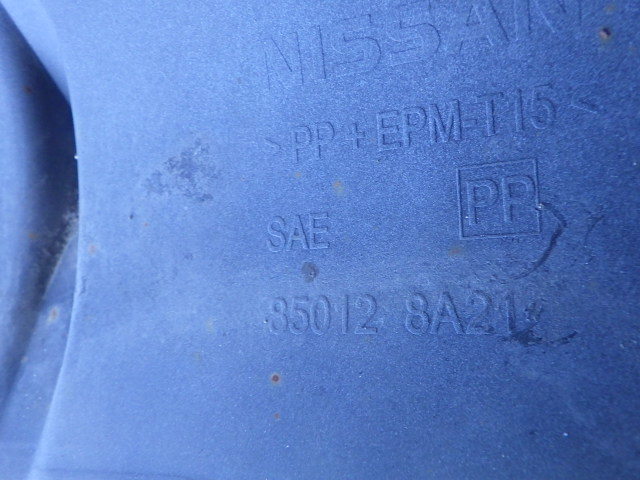 NISSAN
>PP+EPM-T15<
PP
SAE
85012 8A21